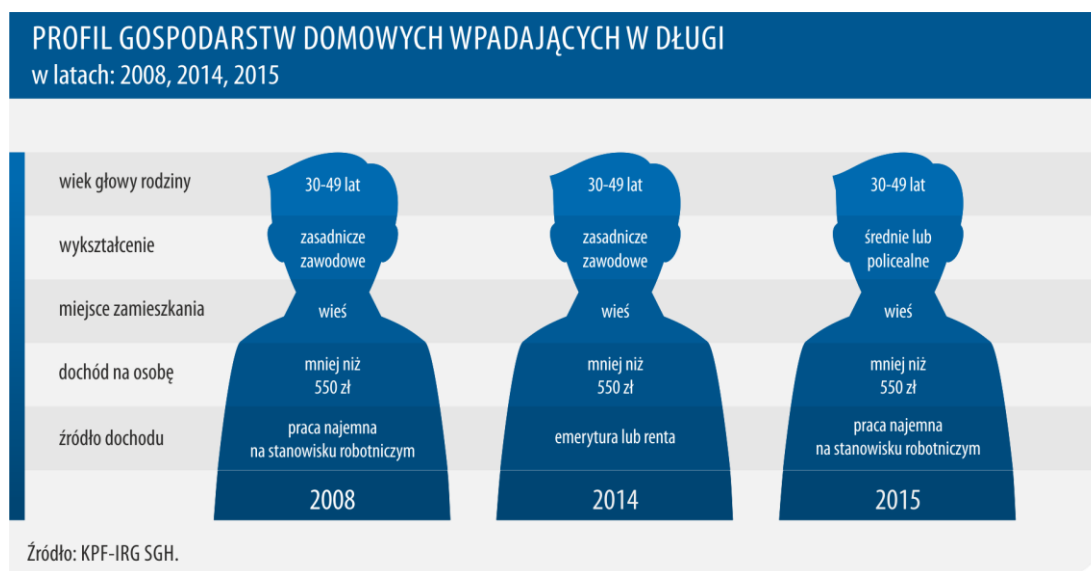 PROFIL GOSPODARSTW DOMOWYCH WPADAJĄCYCH W DŁUGI
w latach: 2008, 2014, 2015
wiek głowy rodziny
30-49 lat
30-49 lat
30-49 lat
wykształcenie
zasadnicze
zawodowe
zasadnicze
zawodowe
średnie lub
policealne
miejsce zamieszkania
wieś
wieś
wieś
dochód na osobę
mniej niż
550 zł
mniej niż
550 zł
mniej niż
550 zł
źródło dochodu
praca najemna
na stanowisku robotniczym
emerytura lub renta
praca najemna
na stanowisku robotniczym
2008
2014
2015
Źródło: KPF-IRG SGH.